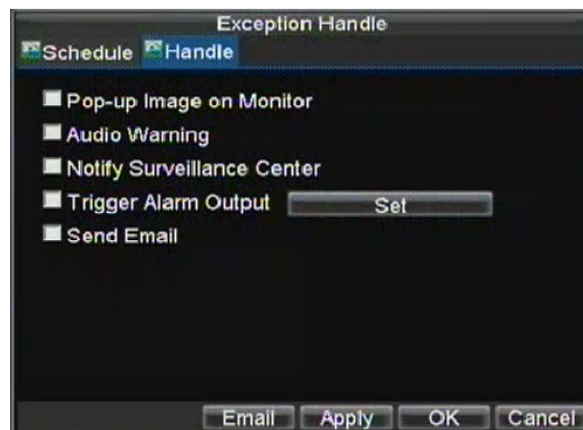 Exception Handle
Schedule Handle
Pop-up Image on Monitor
Audio Warning
Notify Surveillance Center
Trigger Alarm Output Set
Send Email
Email Apply OK Cancel